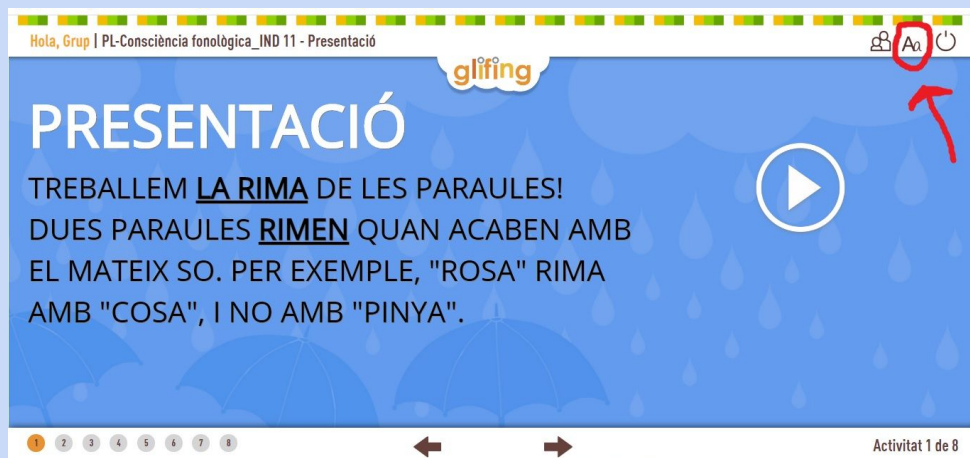 Hola, Grup | PL-Consciència fonològica_IND 11 - Presentació
Aa
glifing
PRESENTACIÓ
TREBALLEM LA RIMA DE LES PARAULES!
DUES PARAULES RIMEN QUAN ACABEN AMB
EL MATEIX SO. PER EXEMPLE, "ROSA" RIMA
AMB "COSA", I NO AMB "PINYA".
1 2 3 4 5 6 7 8
Activitat 1 de 8